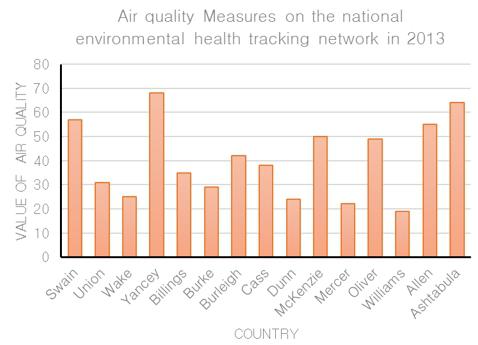 Air quality Measures on the national
environmental health tracking network in 2013
VALUE OF AIR QUALITY
80
70
60
50
40
30
20
10
0
Swain
Union
Wake
Yancey
Billings
Burke
Burleigh
Cass
Dunn
McKenzie
Mercer
Oliver
Williams
Allen
Ashtabula
COUNTRY